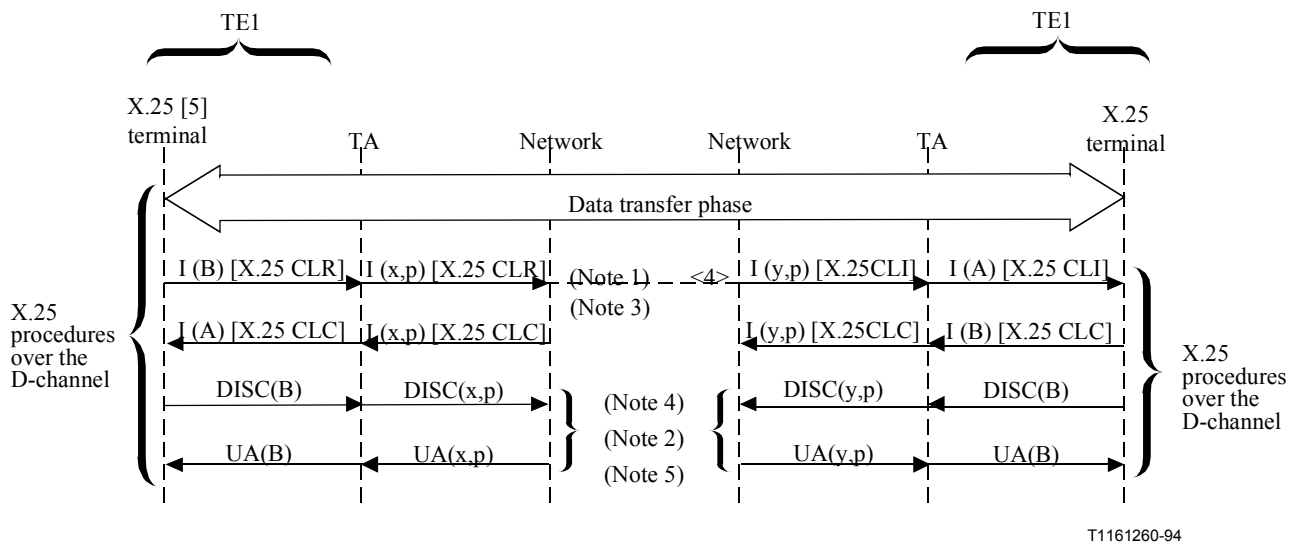 TE1
TE1
X.25 [5]
terminal
TA
Network
Network
TA
X.25
terminal
Data transfer phase
I (B) [X.25 CLR]
I (x,p) [X.25 CLR]
(Note 1)
<4>
I (y,p) [X.25CLI]
I (A) [X.25 CLI]
(Note 3)
X.25
procedures
over the
D-channel
I (A) [X.25 CLC]
I (x,p) [X.25 CLC]
I (y,p) [X.25CLC]
I (B) [X.25 CLC]
X.25
procedures
over the
D-channel
DISC(B)
DISC(x,p)
(Note 4)
DISC(y,p)
DISC(B)
(Note 2)
UA(B)
UA(x,p)
(Note 5)
UA(y,p)
UA(B)
T1161260-94